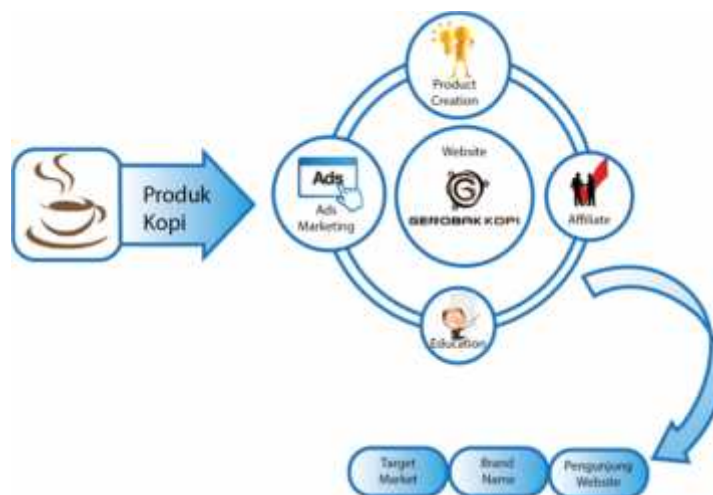 Produk
Kopi
Product
Creation
Ads
Ads
Marketing
Website
GEROBAK KOPI
Affiliate
Education
Target
Market
Brand
Name
Pengunjung
Website